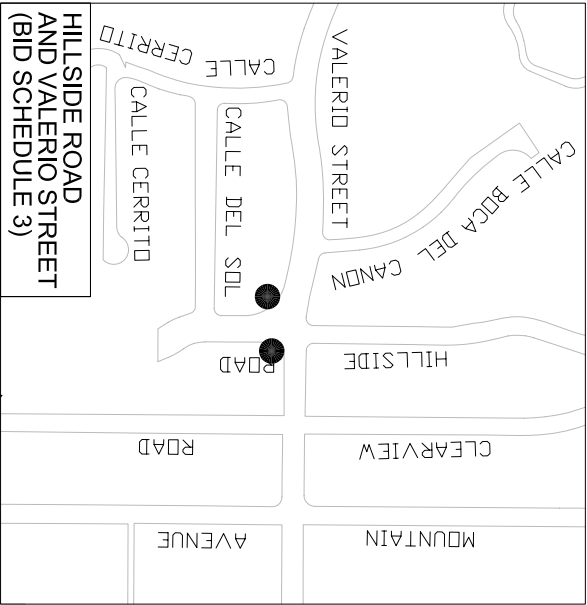 HILLSIDE ROAD
AND VALERIO STREET
(BID SCHEDULE 3)
CALLE CERRITO
CALLE CERRITO
CALLE DEL SOL
VALERIO STREET
CALLE BOCA DEL CANON
HILLSIDE
ROAD
CLEARVIEW
ROAD
MOUNTAIN
AVENUE